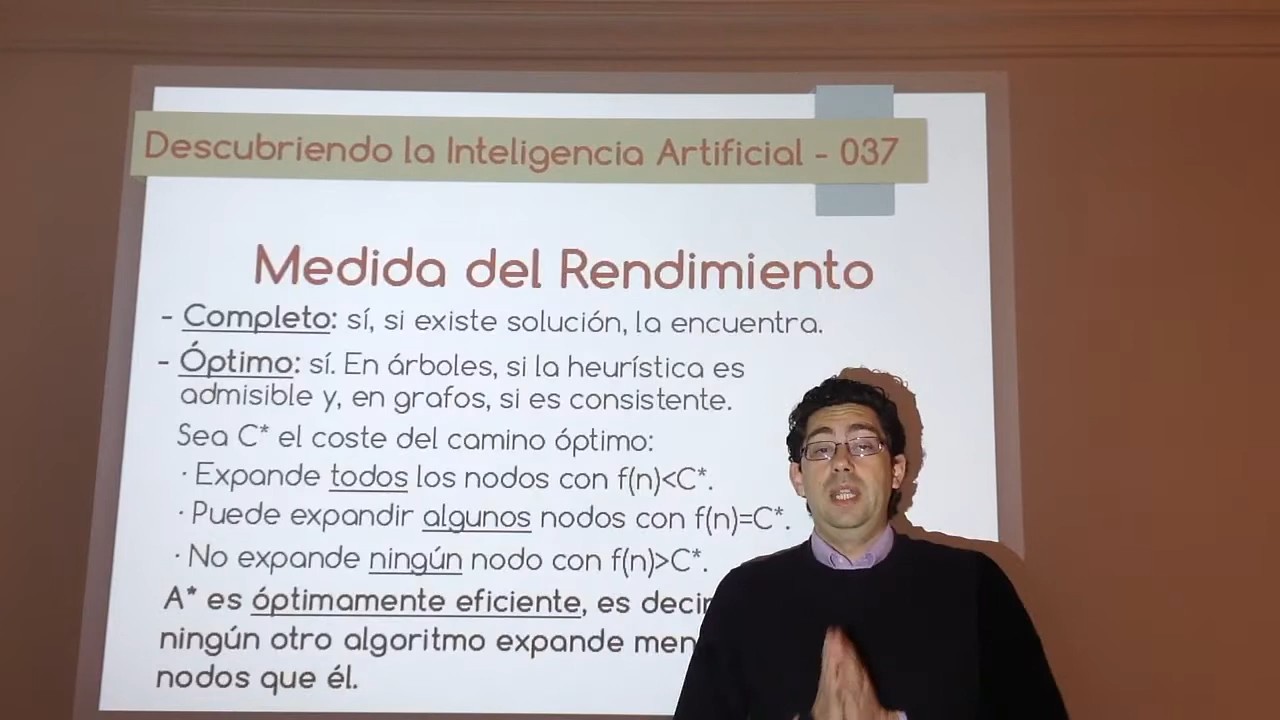 Descubriendo la Inteligencia Artificial - 037
Medida del Rendimiento
- Completo: sí, si existe solución, la encuentra.
- Óptimo: sí. En árboles, si la heurística es
admisible y, en grafos, si es consistente.
Sea C* el coste del camino óptimo:
· Expande todos los nodos con f(n)<C*.
· Puede expandir algunos nodos con f(n)=C*.
· No expande ningún nodo con f(n)>C*.
A* es óptimamente eficiente, es decir
ningún otro algoritmo expande men
nodos que él.